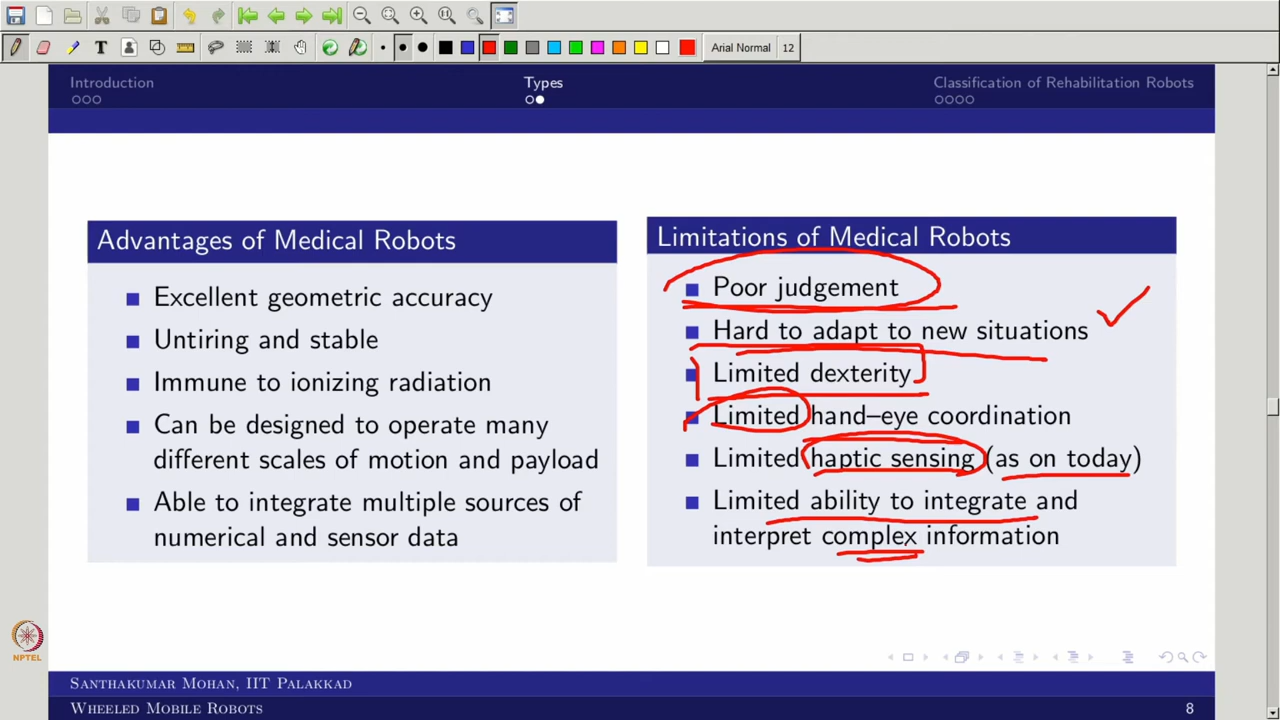 T
Arial Normal
12
Introduction
Types
Classification of Rehabilitation Robots
Advantages of Medical Robots
Excellent geometric accuracy
Untiring and stable
Immune to ionizing radiation
Can be designed to operate many
different scales of motion and payload
Able to integrate multiple sources of
numerical and sensor data
Limitations of Medical Robots
Poor judgement
Hard to adapt to new situations
Limited dexterity
Limited hand–eye coordination
Limited haptic sensing (as on today)
Limited ability to integrate and
interpret complex information
NPTEL
Santhakumar Mohan, IIT Palakkad
Wheeled Mobile Robots
8